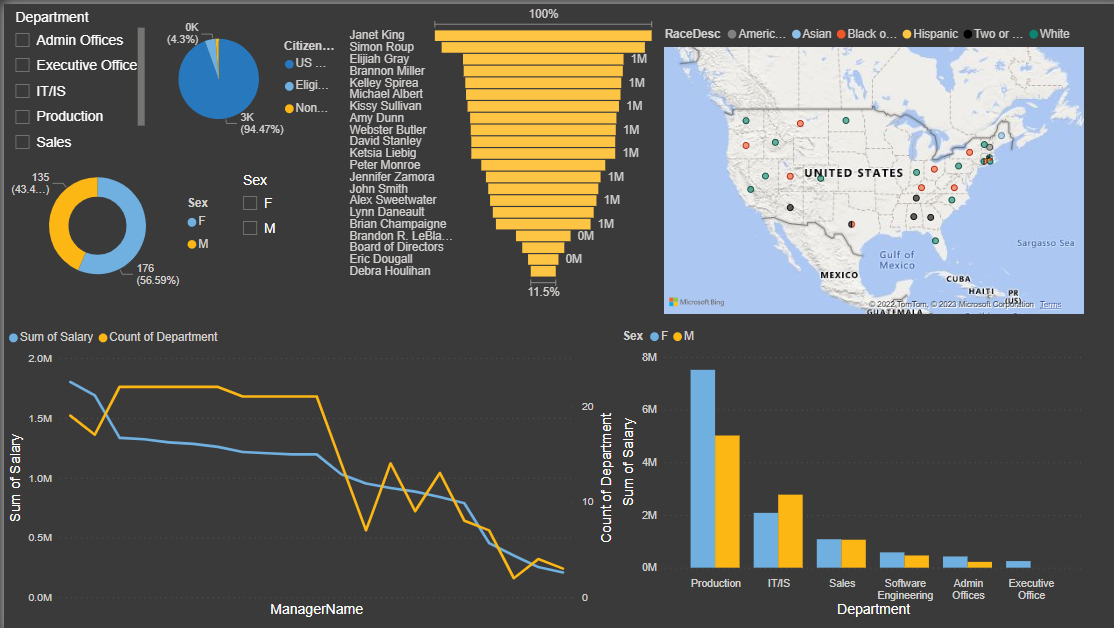 Department
Admin Offices
Executive Office
IT/IS
Production
Sales
0K
(4.3%)
3K
(94.47%)
Citizen...
US ...
Eligi...
Non...
135
(43.4...)
176
(56.59%)
Sex
F
M
Sex
F
M
100%
Janet King
Simon Roup
Elijiah Gray 1M
Brannon Miller
Kelley Spirea 1M
Michael Albert
Kissy Sullivan 1M
Amy Dunn
Webster Butler 1M
David Stanley
Ketsia Liebig 1M
Peter Monroe
Jennifer Zamora 1M
John Smith
Alex Sweetwater 1M
Lynn Daneault
Brian Champaigne 1M
Brandon R. LeBla... 0M
Board of Directors
Eric Dougall 0M
Debra Houlihan
11.5%
RaceDesc Americ... Asian Black o... Hispanic Two or ... White
UNITED STATES
MEXICO
Gulf of
Mexico
Sargasso Sea
CUBA
HAITI
PR
(US)
GUATEMALA
Microsoft Bing
© 2022 TomTom, © 2023 Microsoft Corporation Terms
Sum of Salary Count of Department
2.0M
1.5M
1.0M
0.5M
0.0M
Sum of Salary
20
10
0
Count of Department
ManagerName
Sex F M
8M
6M
4M
2M
0M
Sum of Salary
Production
IT/IS
Sales
Software
Engineering
Admin
Offices
Executive
Office
Department